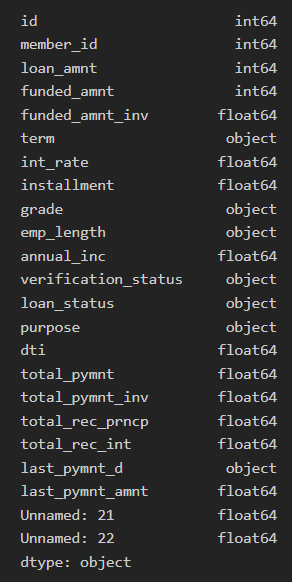 id int64
member_id int64
loan_amnt int64
funded_amnt int64
funded_amnt_inv float64
term object
int_rate float64
installment float64
grade object
emp_length object
annual_inc float64
verification_status object
loan_status object
purpose object
dti float64
total_pymnt float64
total_pymnt_inv float64
total_rec_prncp float64
total_rec_int float64
last_pymnt_d object
last_pymnt_amnt float64
Unnamed: 21 float64
Unnamed: 22 float64
dtype: object